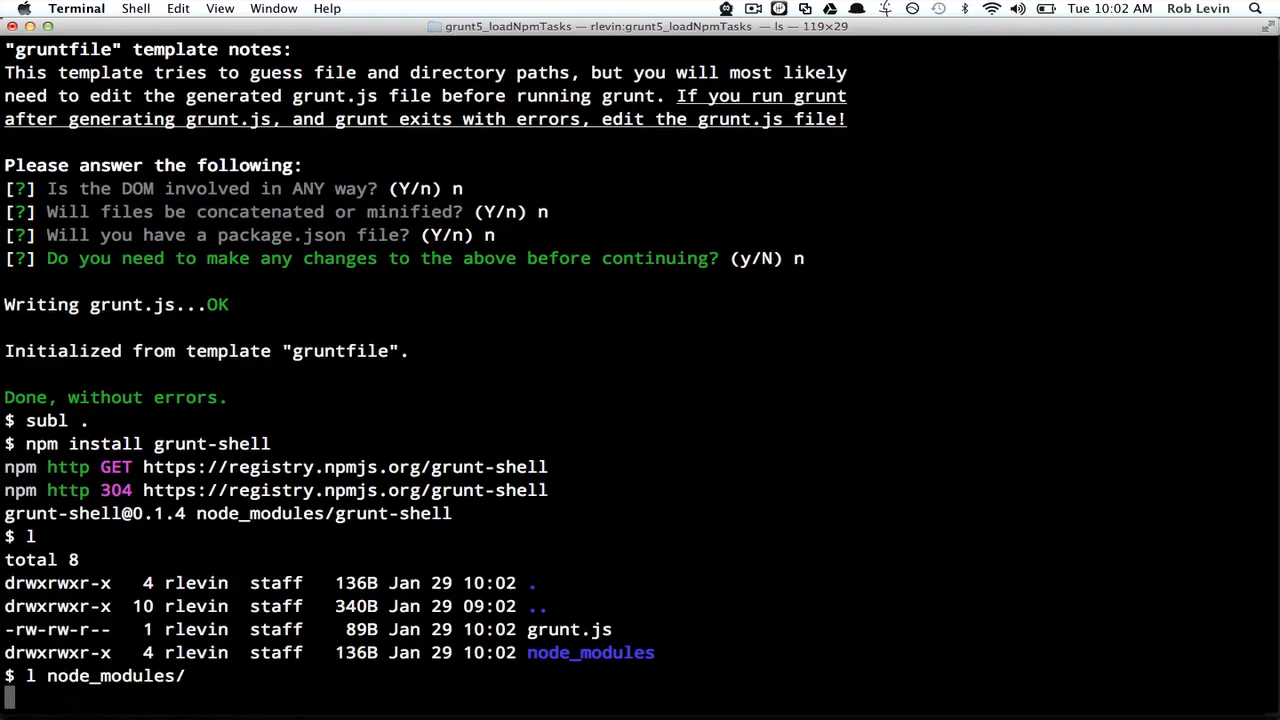 Terminal Shell Edit View Window Help Tue 10:02 AM Rob Levin
grunt5_loadNpmTasks — rlevin:grunt5_loadNpmTasks — ls — 119×29
"gruntfile" template notes:
This template tries to guess file and directory paths, but you will most likely
need to edit the generated grunt.js file before running grunt. If you run grunt
after generating grunt.js, and grunt exits with errors, edit the grunt.js file!
Please answer the following:
[?] Is the DOM involved in ANY way? (Y/n) n
[?] Will files be concatenated or minified? (Y/n) n
[?] Will you have a package.json file? (Y/n) n
[?] Do you need to make any changes to the above before continuing? (y/N) n
Writing grunt.js...OK
Initialized from template "gruntfile".
Done, without errors.
$ subl .
$ npm install grunt-shell
npm http GET https://registry.npmjs.org/grunt-shell
npm http 304 https://registry.npmjs.org/grunt-shell
grunt-shell@0.1.4 node_modules/grunt-shell
$ l
total 8
drwxrwxr-x 4 rlevin staff 136B Jan 29 10:02 .
drwxrwxr-x 10 rlevin staff 340B Jan 29 09:02 ..
-rw-rw-r-- 1 rlevin staff 89B Jan 29 10:02 grunt.js
drwxrwxr-x 4 rlevin staff 136B Jan 29 10:02 node_modules
$ l node_modules/